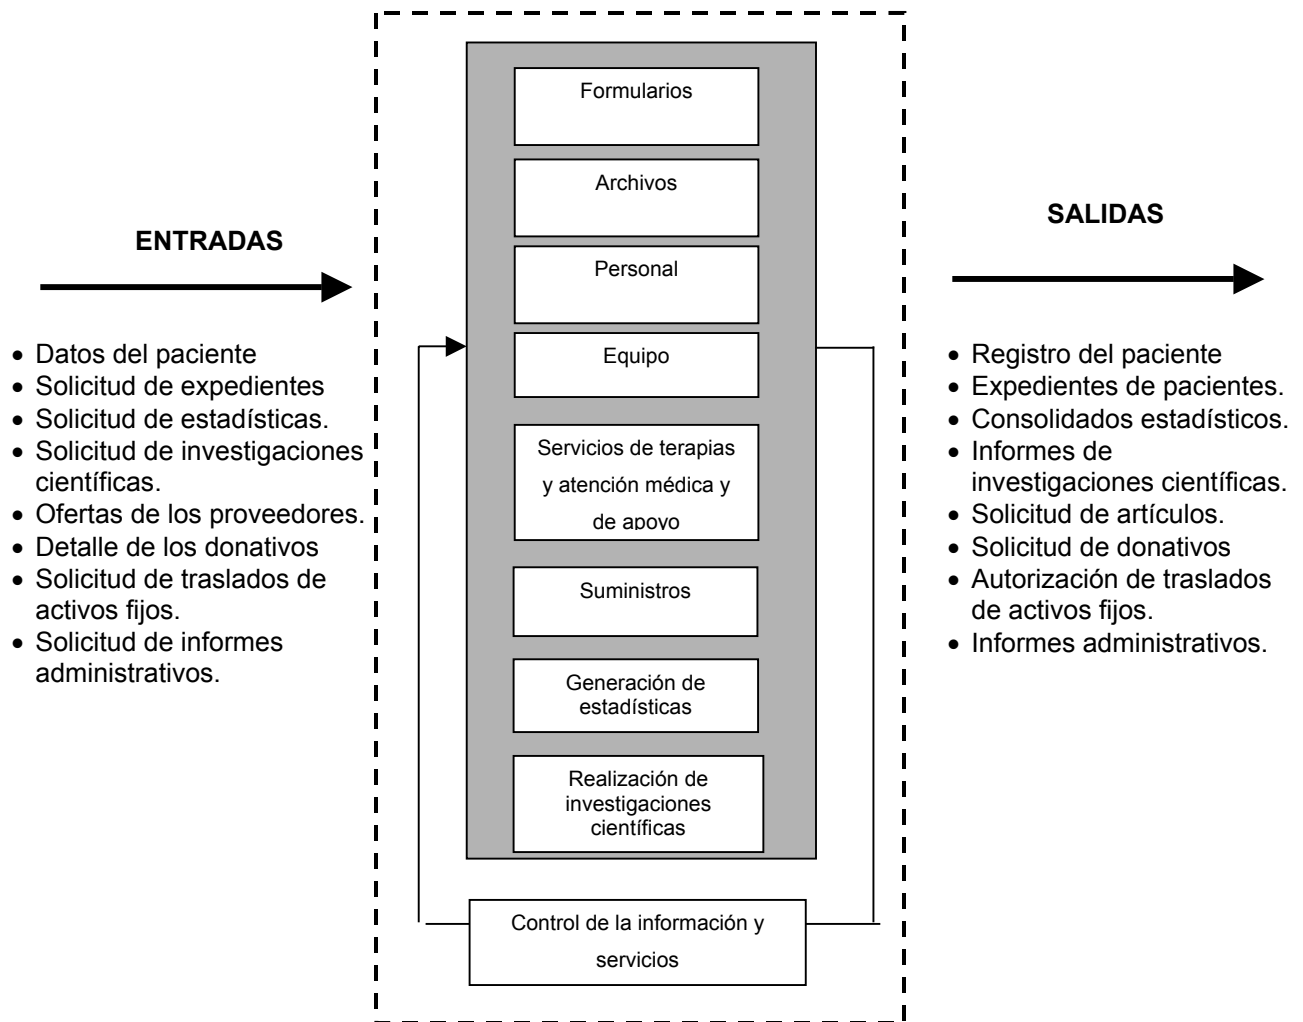 ENTRADAS
• Datos del paciente
• Solicitud de expedientes
• Solicitud de estadísticas.
• Solicitud de investigaciones
científicas.
• Ofertas de los proveedores.
• Detalle de los donativos
• Solicitud de traslados de
activos fijos.
• Solicitud de informes
administrativos.
Formularios
Archivos
Personal
Equipo
Servicios de terapias
y atención médica y
de apoyo
Suministros
Generación de
estadísticas
Realización de
investigaciones
científicas
Control de la información y
servicios
SALIDAS
• Registro del paciente
• Expedientes de pacientes.
• Consolidados estadísticos.
• Informes de
investigaciones científicas.
• Solicitud de artículos.
• Solicitud de donativos
• Autorización de traslados
de activos fijos.
• Informes administrativos.